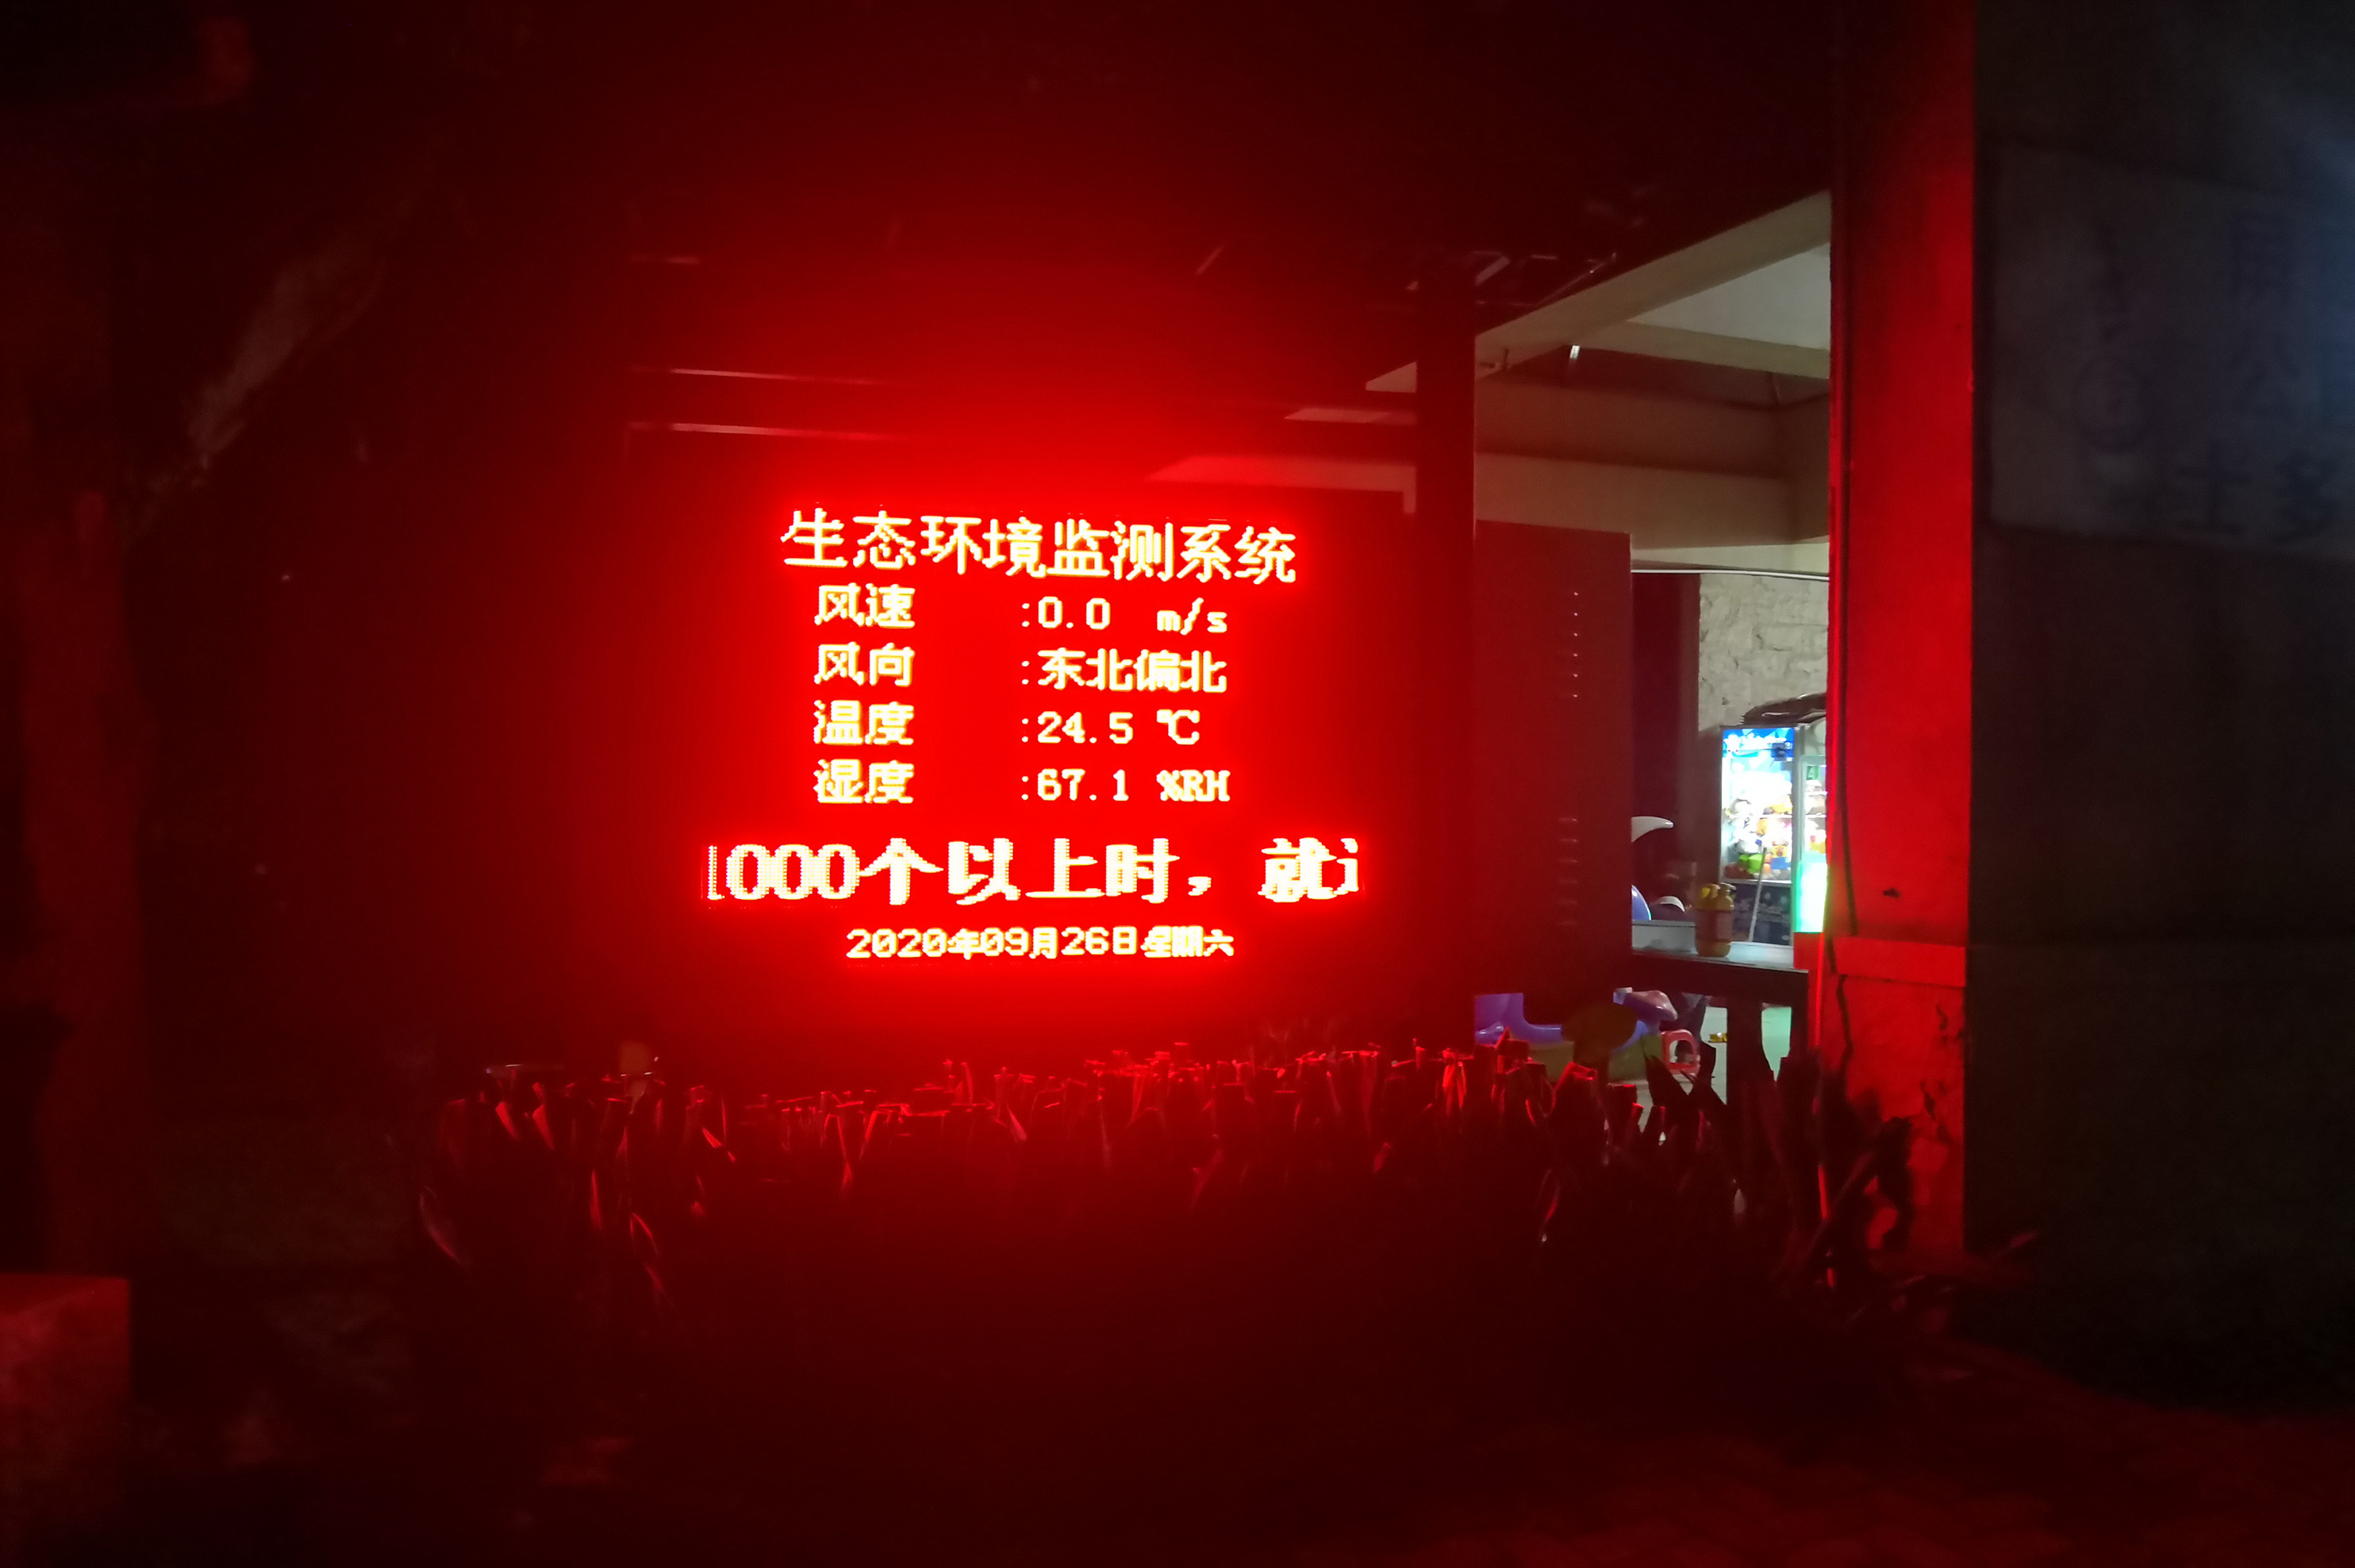 生态环境监测系统
风速 :0.0 m/s
风向 :东北偏北
温度 :24.5 ℃
湿度 :67.1 %RH
1000个以上时，就
2020年09月26日星期六